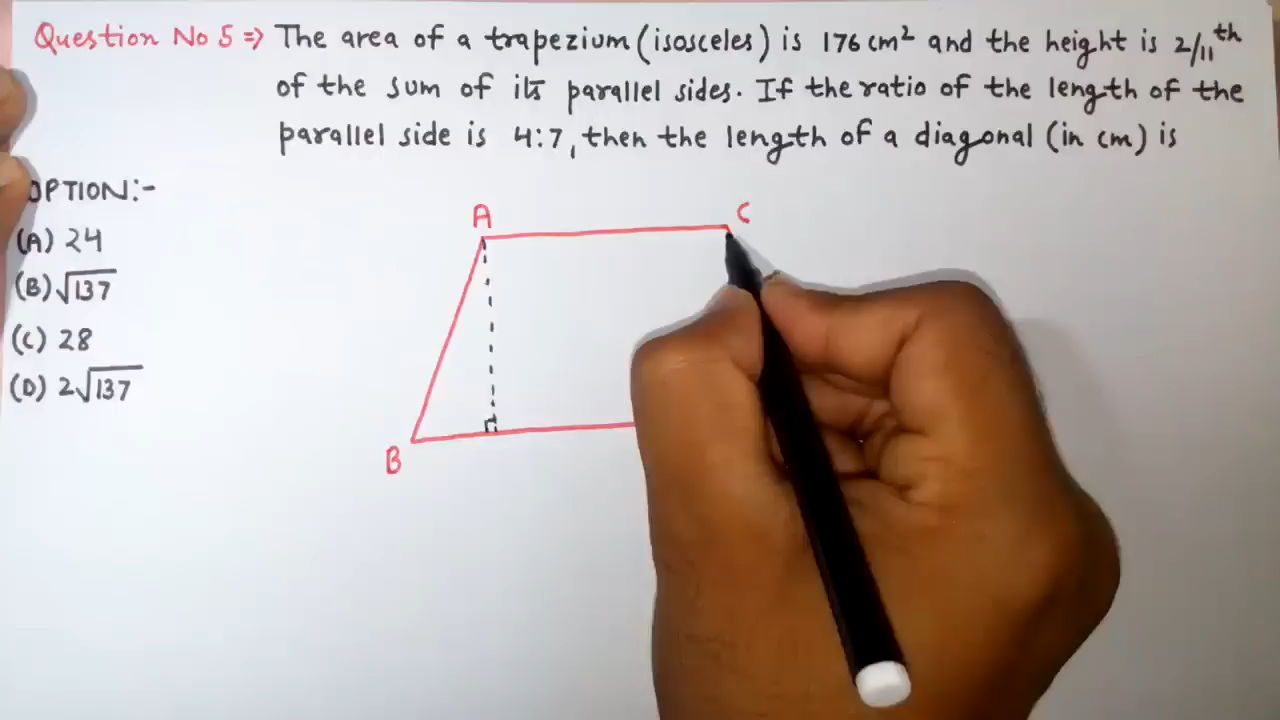 Question No 5 => The area of a trapezium (isosceles) is 176 cm² and the height is 2/11th
of the sum of its parallel sides. If the ratio of the length of the
parallel side is 4:7, then the length of a diagonal (in cm) is
OPTION:-
(A) 24
(B) √137
(C) 28
(D) 2√137
A
C
B